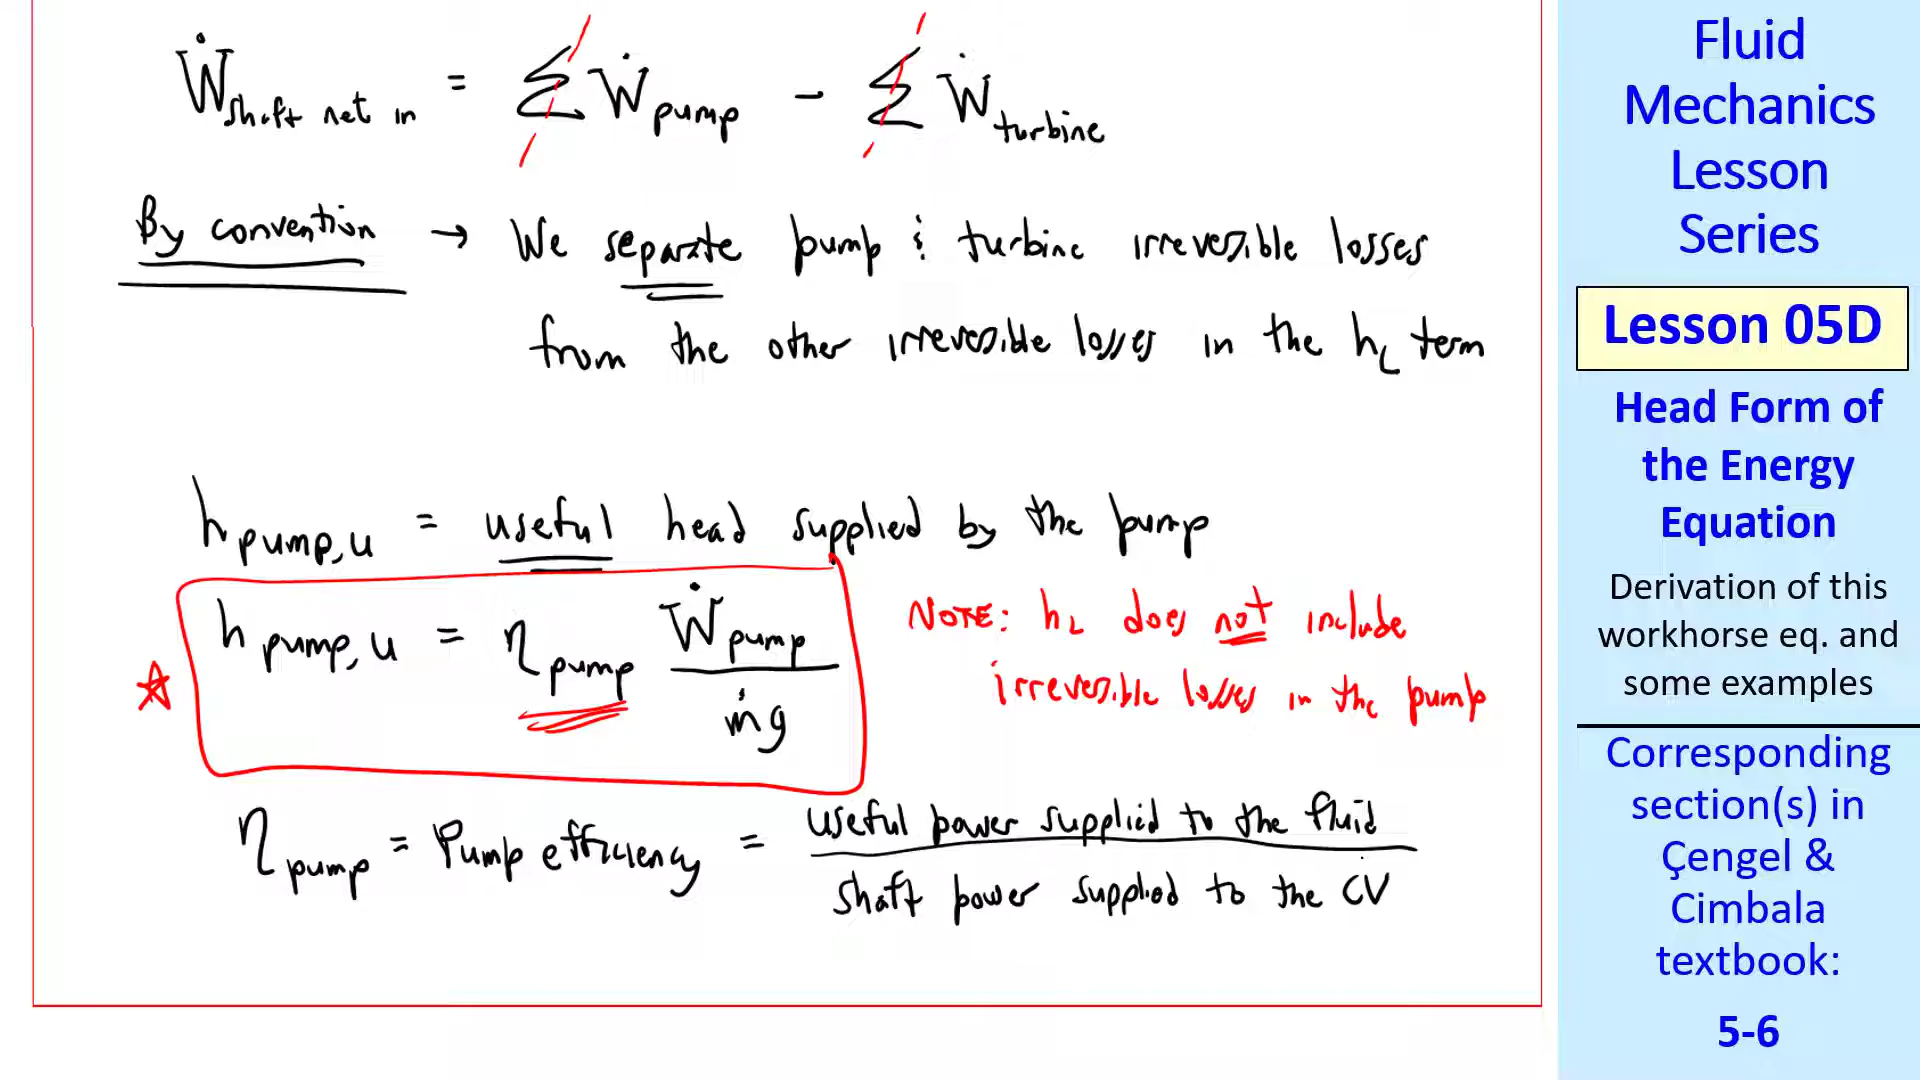 Ẇshaft net in = Σ Ẇpump - Σ Ẇturbine
By convention → We separate pump & turbine irreversible losses
from the other irreversible losses in the hL term
hpump,u = useful head supplied by the pump
hpump,u = ηpump Ẇpump / ṁg
NOTE: hL does not include
irreversible losses in the pump
ηpump = Pump efficiency = useful power supplied to the fluid
shaft power supplied to the CV
Fluid
Mechanics
Lesson
Series
Lesson 05D
Head Form of
the Energy
Equation
Derivation of this
workhorse eq. and
some examples
Corresponding
section(s) in
Çengel &
Cimbala
textbook:
5-6